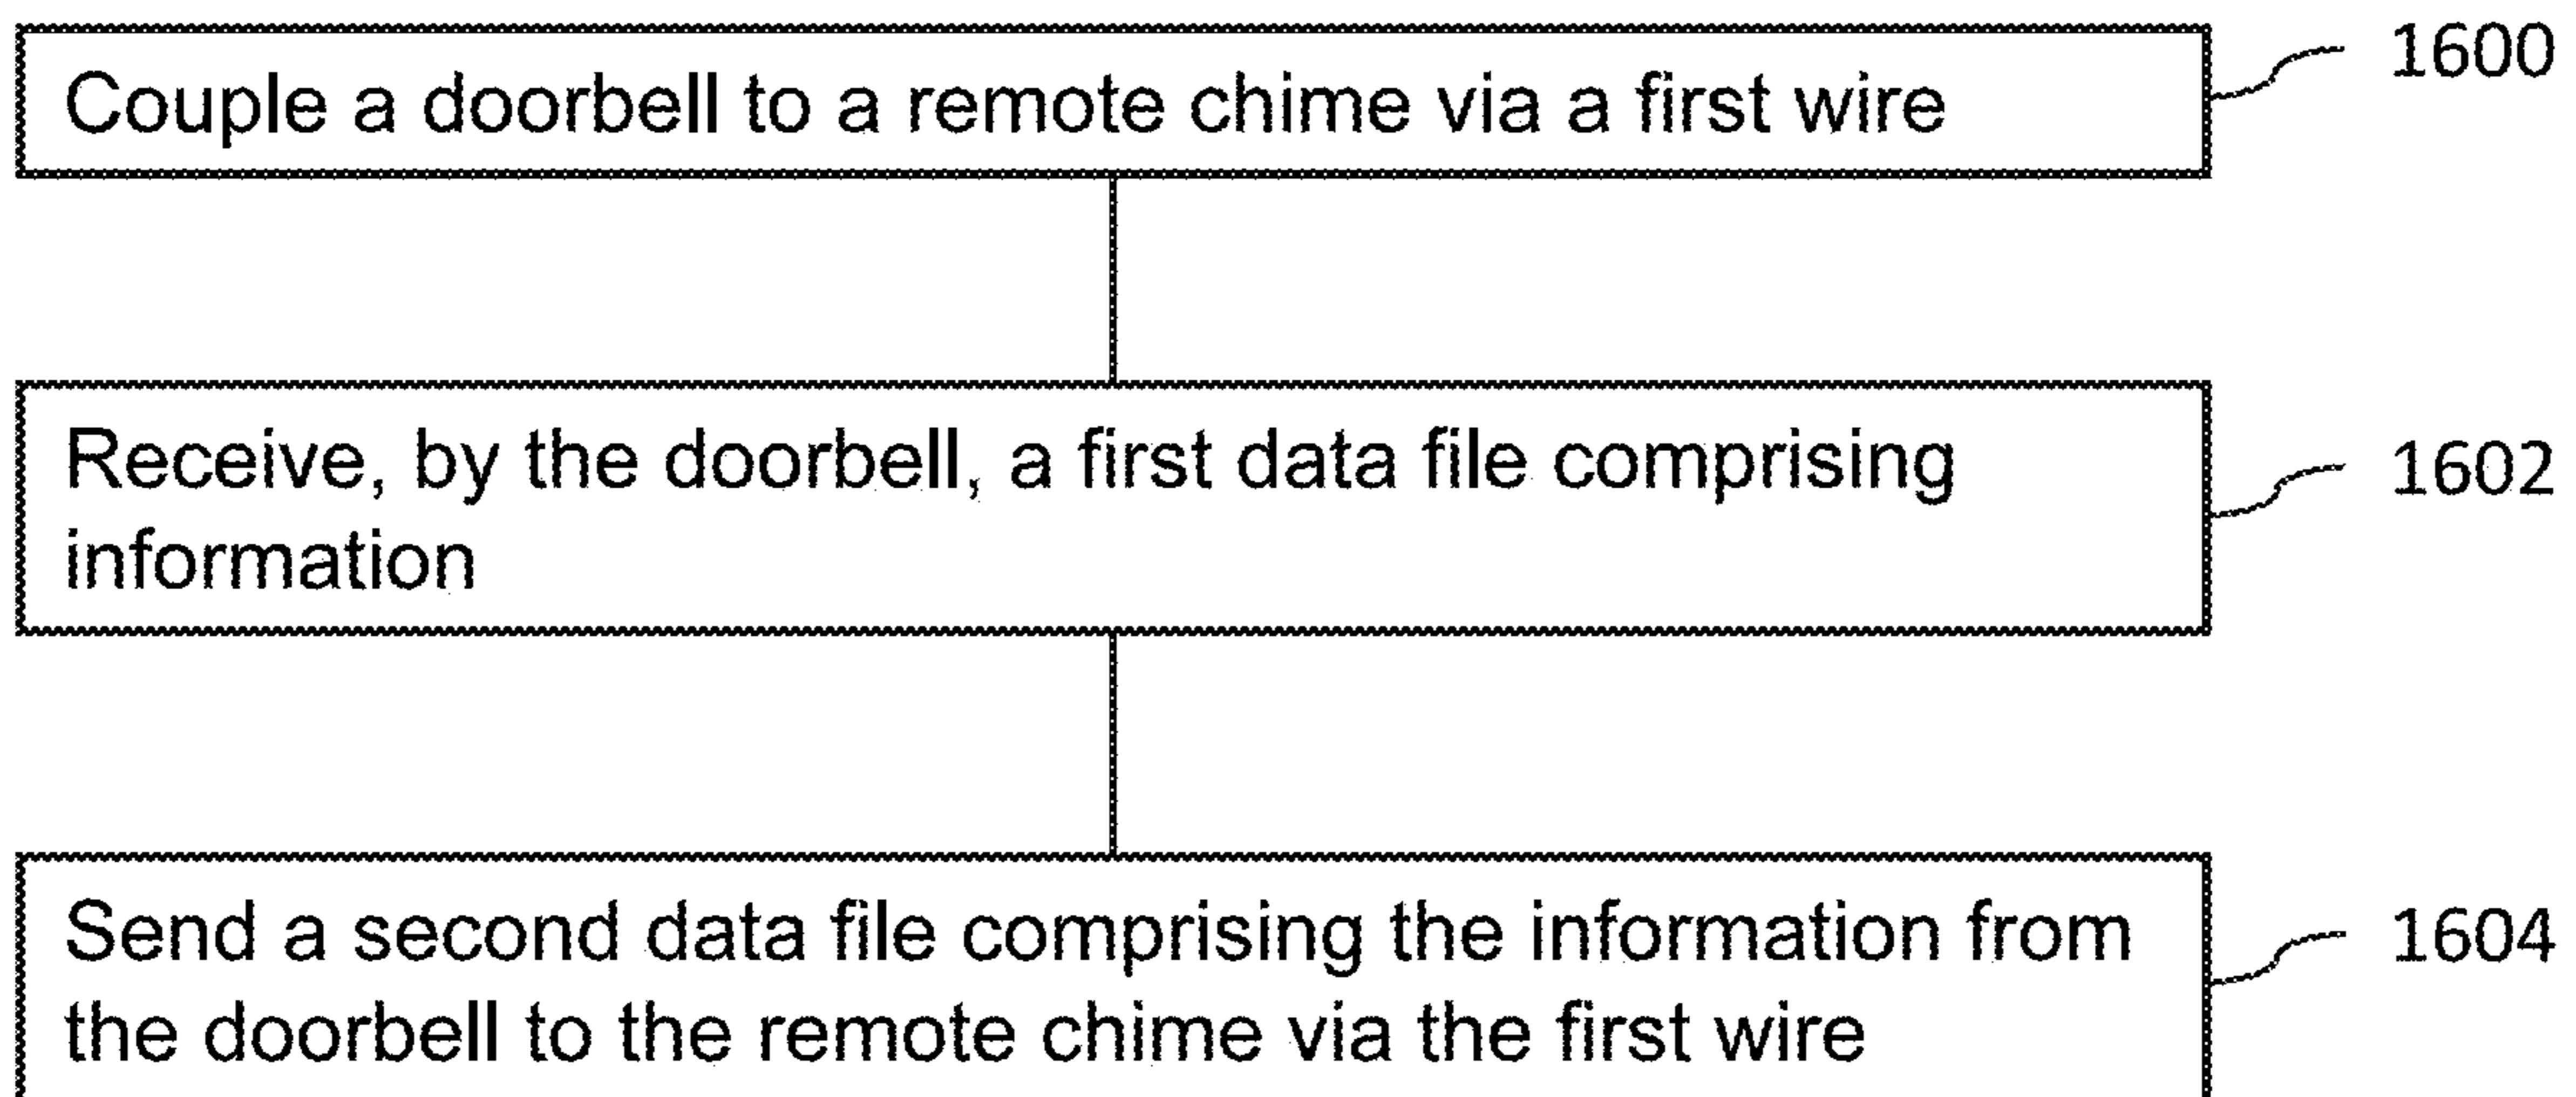 Couple a doorbell to a remote chime via a first wire
1600
Receive, by the doorbell, a first data file comprising
information
1602
Send a second data file comprising the information from
the doorbell to the remote chime via the first wire
1604